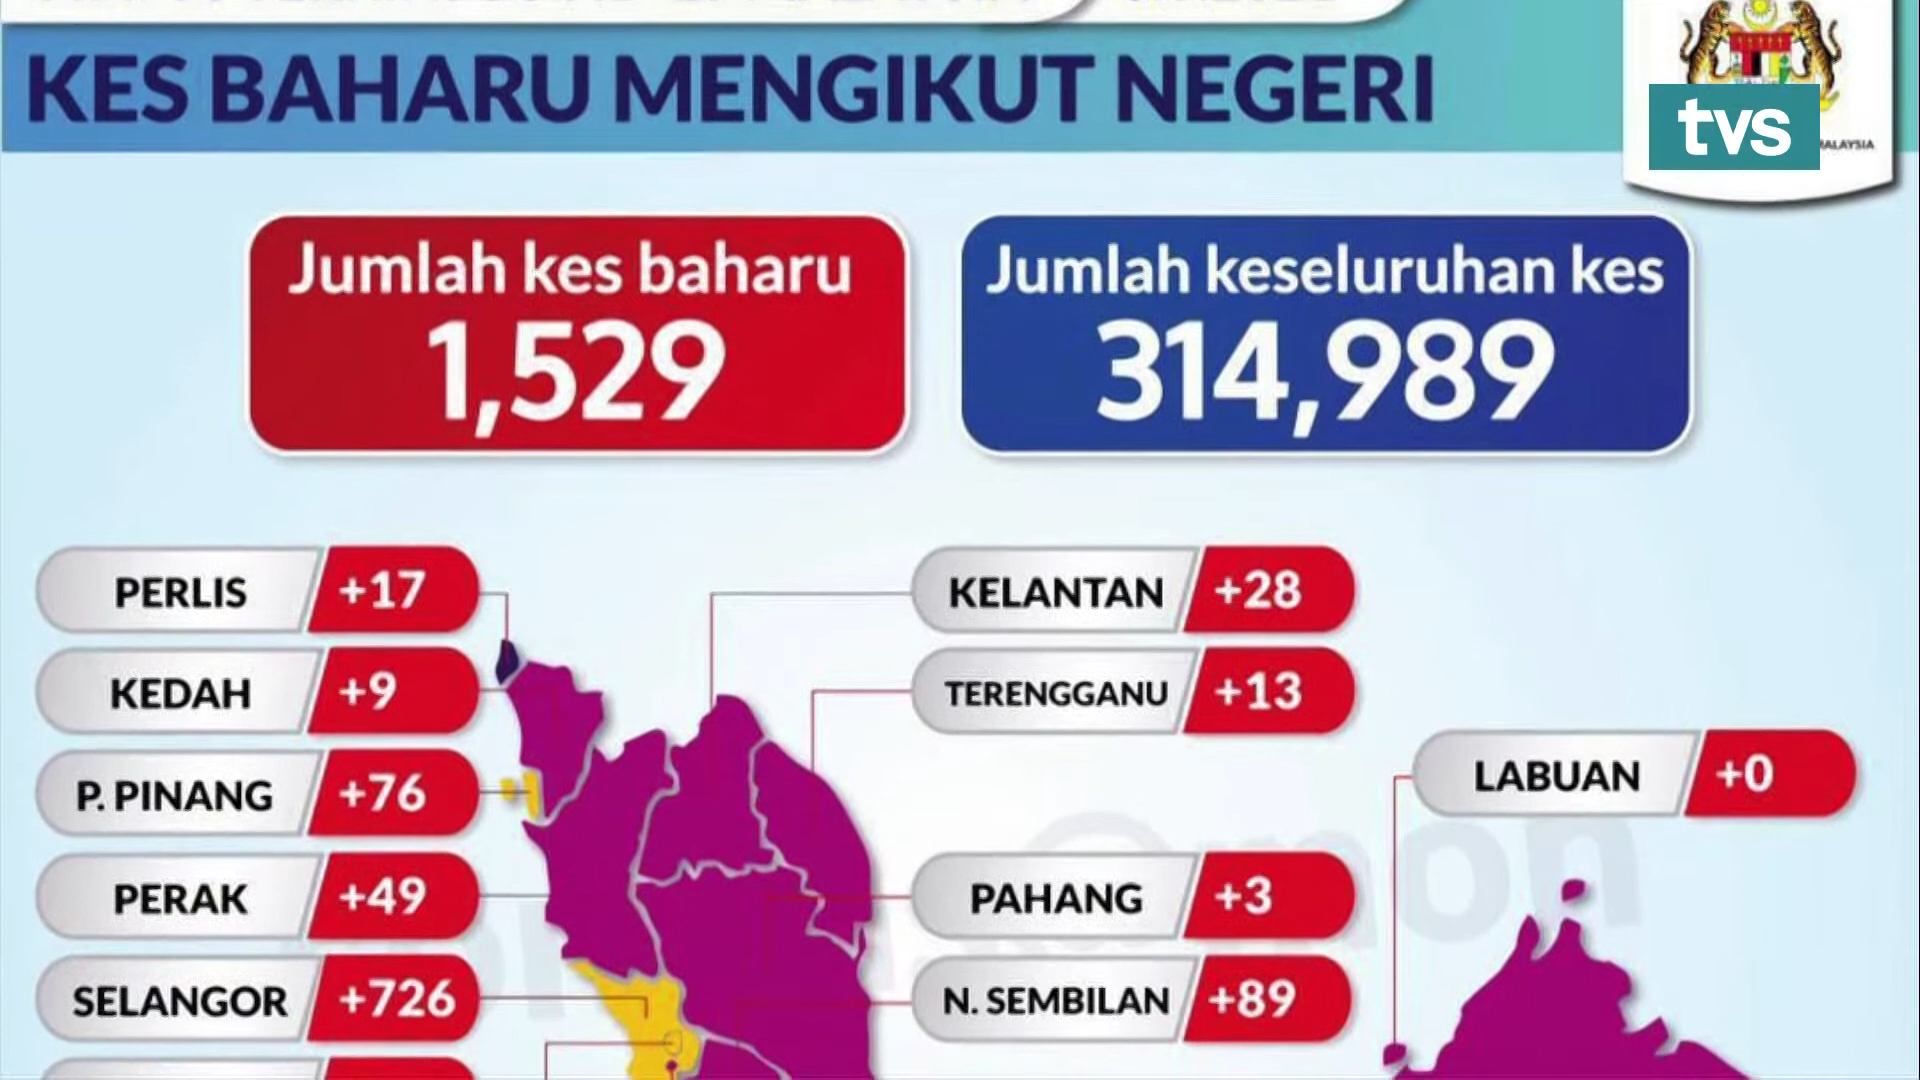 KES BAHARU MENGIKUT NEGERI
tvs
MALAYSIA
Jumlah kes baharu
1,529
Jumlah keseluruhan kes
314,989
PERLIS +17
KEDAH +9
P. PINANG +76
PERAK +49
SELANGOR +726
KELANTAN +28
TERENGGANU +13
PAHANG +3
N. SEMBILAN +89
LABUAN +0